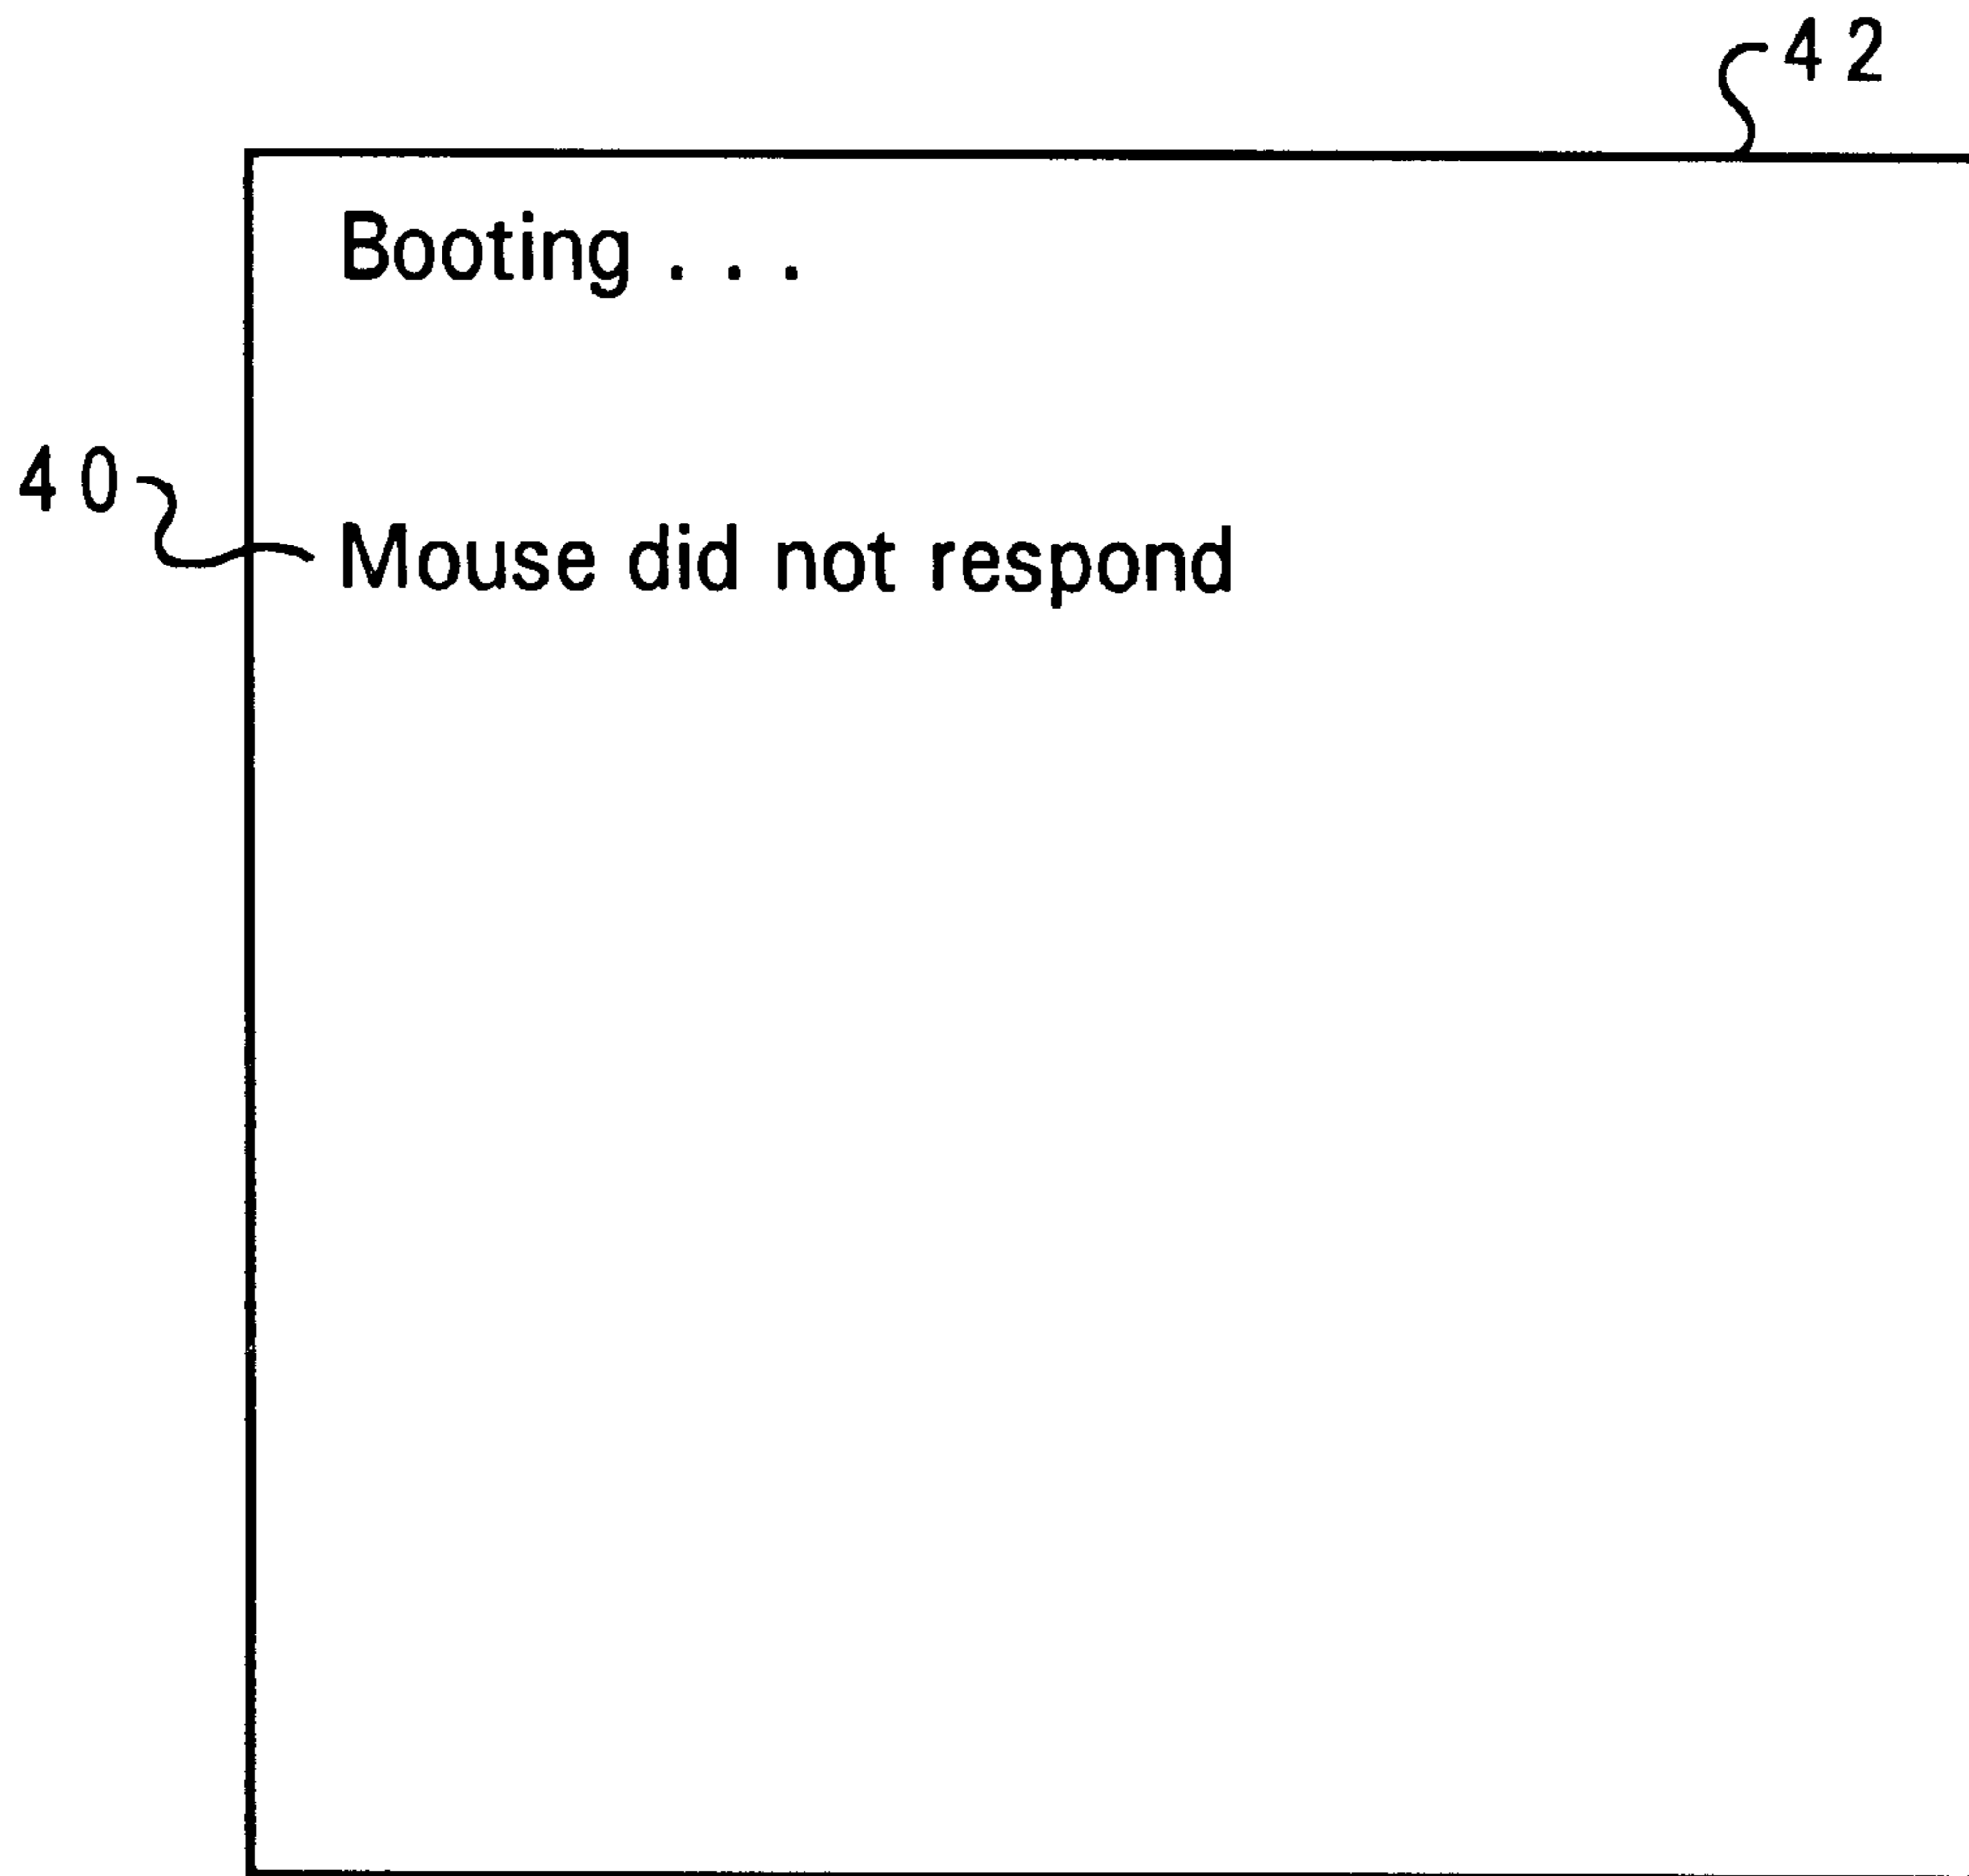 42
Booting . . .
40
Mouse did not respond